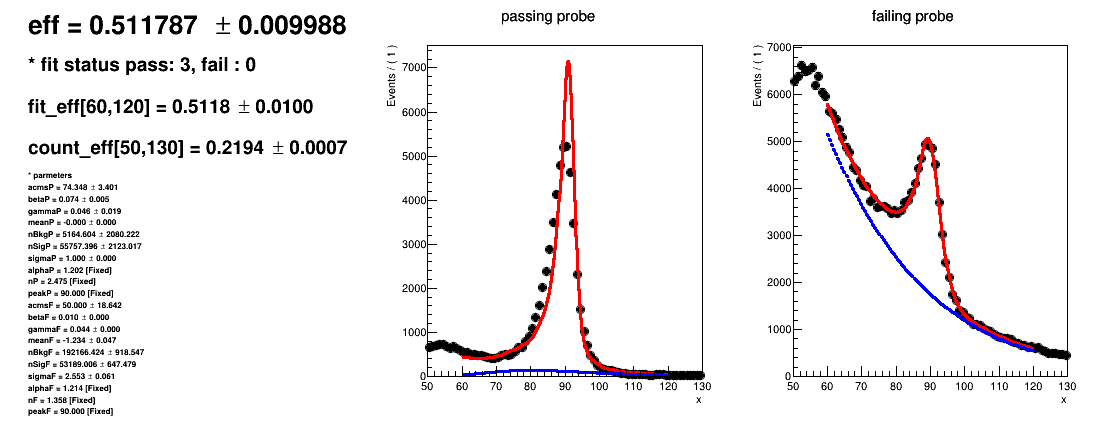 eff = 0.511787 ± 0.009988
* fit status pass: 3, fail : 0
fit_eff[60,120] = 0.5118 ± 0.0100
count_eff[50,130] = 0.2194 ± 0.0007
* parmeters
acmsP = 74.348 ± 3.401
betaP = 0.074 ± 0.005
gammaP = 0.046 ± 0.019
meanP = -0.000 ± 0.000
nBkgP = 5164.604 ± 2080.222
nSigP = 55757.396 ± 2123.017
sigmaP = 1.000 ± 0.000
alphaP = 1.202 [Fixed]
nP = 2.475 [Fixed]
peakP = 90.000 [Fixed]
acmsF = 50.000 ± 18.642
betaF = 0.010 ± 0.000
gammaF = 0.044 ± 0.000
meanF = -1.234 ± 0.047
nBkgF = 192166.424 ± 918.547
nSigF = 53189.006 ± 647.479
sigmaF = 2.553 ± 0.061
alphaF = 1.214 [Fixed]
nF = 1.358 [Fixed]
peakF = 90.000 [Fixed]
passing probe
Events / ( 1 )
7000
6000
5000
4000
3000
2000
1000
0
50 60 70 80 90 100 110 120 130
x
failing probe
Events / ( 1 )
7000
6000
5000
4000
3000
2000
1000
0
50 60 70 80 90 100 110 120 130
x